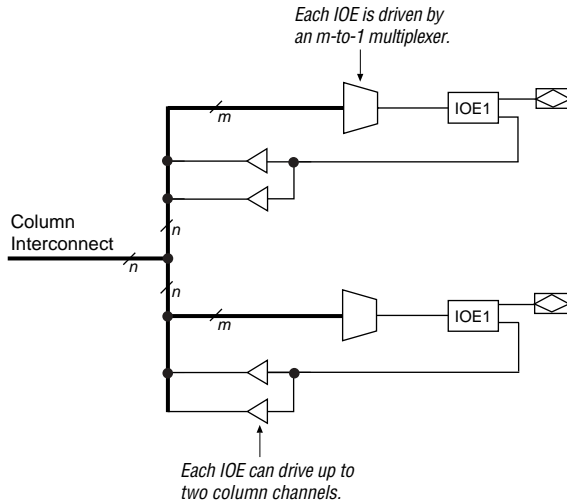 Each IOE is driven by
an m-to-1 multiplexer.
m
IOE1
Column
Interconnect
n
n
n
m
IOE1
Each IOE can drive up to
two column channels.